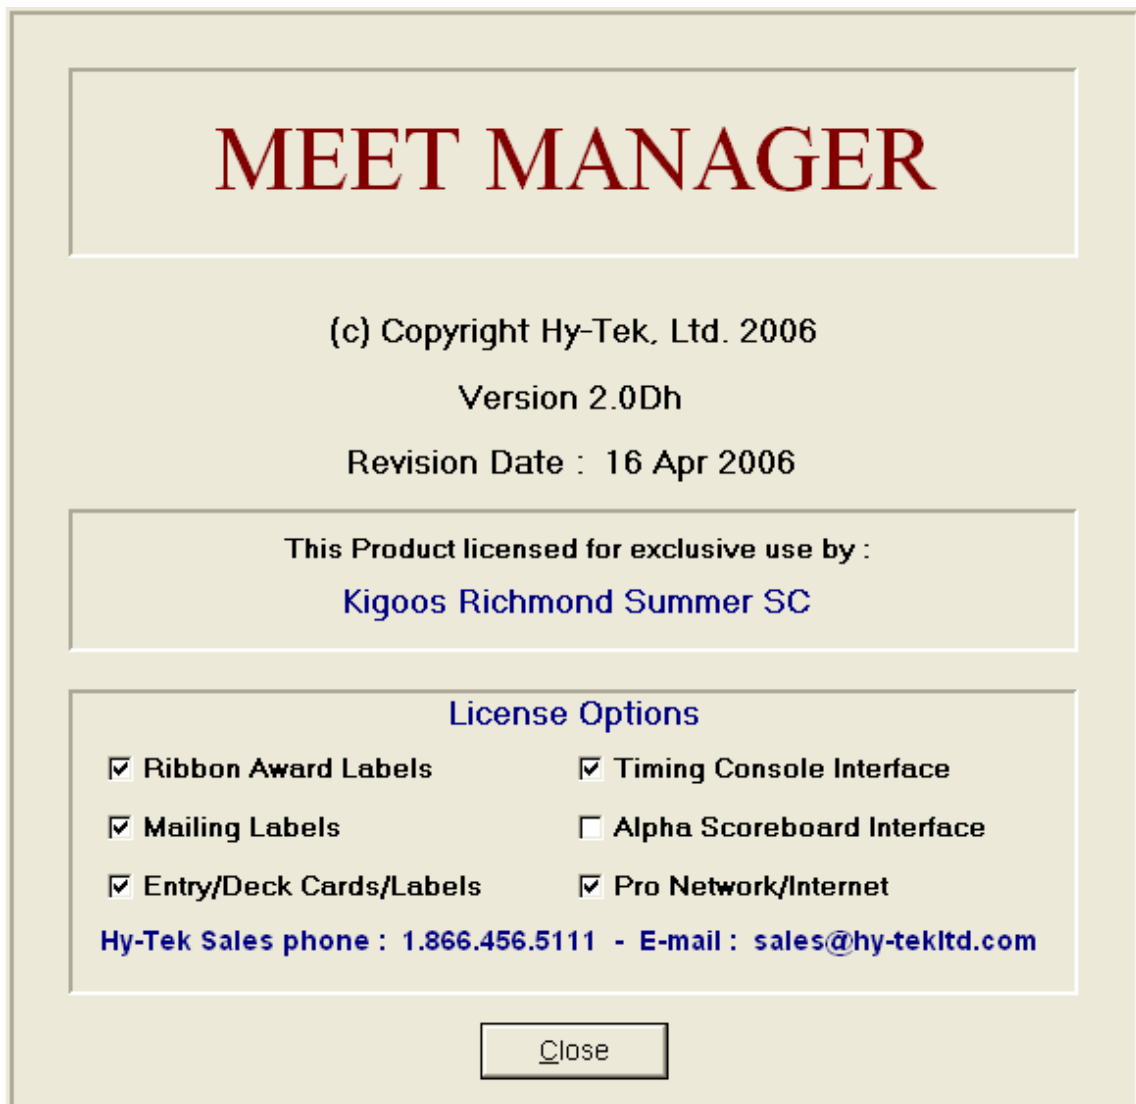 MEET MANAGER
(c) Copyright Hy-Tek, Ltd. 2006
Version 2.0Dh
Revision Date :  16 Apr 2006
This Product licensed for exclusive use by :
Kigoos Richmond Summer SC
License Options
Ribbon Award Labels
Timing Console Interface
Mailing Labels
Alpha Scoreboard Interface
Entry/Deck Cards/Labels
Pro Network/Internet
Hy-Tek Sales phone :  1.866.456.5111  -  E-mail :  sales@hy-tekltd.com
Close